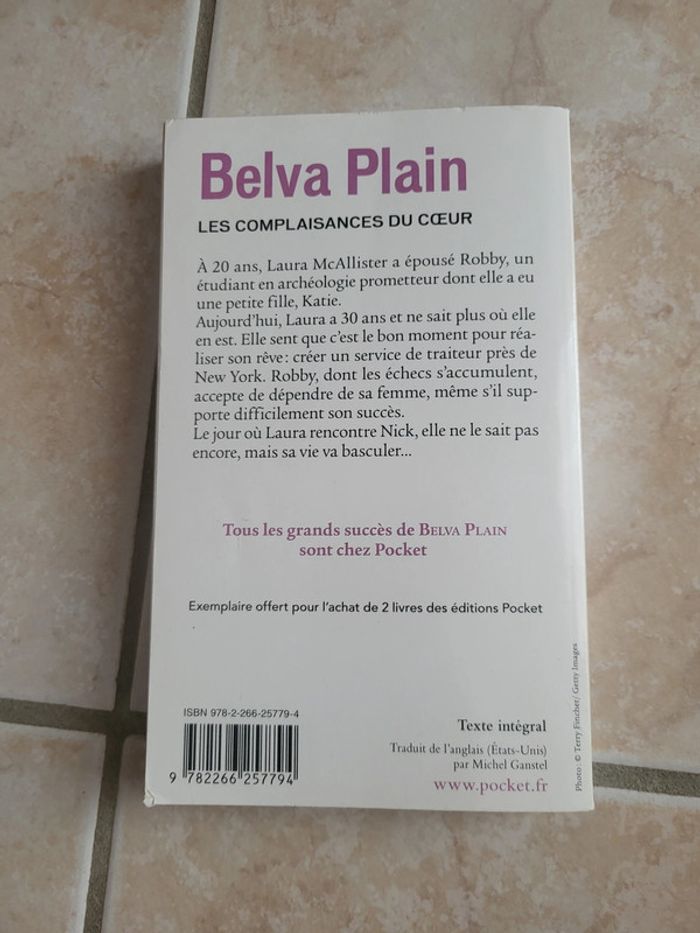 Belva Plain
LES COMPLAISANCES DU CŒUR
À 20 ans, Laura McAllister a épousé Robby, un
étudiant en archéologie prometteur dont elle a eu
une petite fille, Katie.
Aujourd'hui, Laura a 30 ans et ne sait plus où elle
en est. Elle sent que c'est le bon moment pour réa-
liser son rêve : créer un service de traiteur près de
New York. Robby, dont les échecs s'accumulent,
accepte de dépendre de sa femme, même s'il sup-
porte difficilement son succès.
Le jour où Laura rencontre Nick, elle ne le sait pas
encore, mais sa vie va basculer...
Tous les grands succès de BELVA PLAIN
sont chez Pocket
Exemplaire offert pour l'achat de 2 livres des éditions Pocket
ISBN 978-2-266-25779-4
9 782266 257794
Texte intégral
Traduit de l'anglais (États-Unis)
par Michel Ganstel
www.pocket.fr
Photo : © Terry Fincher/ Getty Images